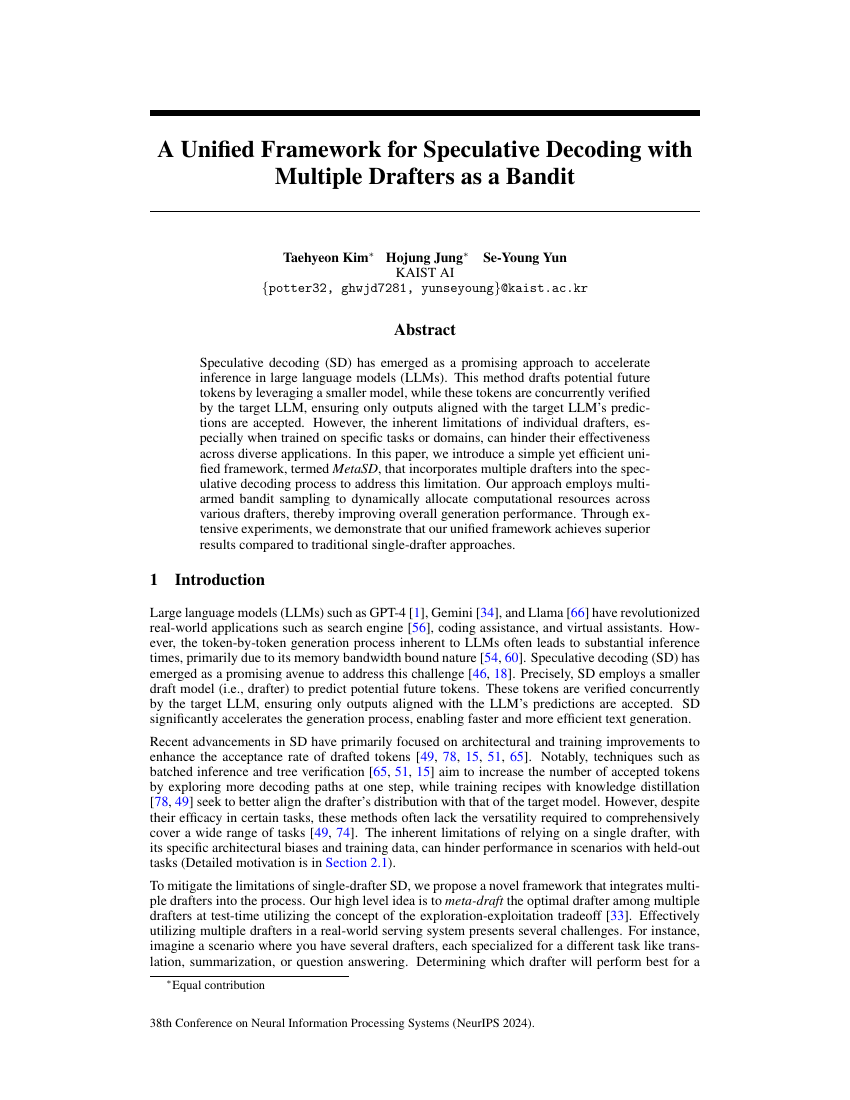 A Unified Framework for Speculative Decoding with
Multiple Drafters as a Bandit
Taehyeon Kim∗ Hojung Jung∗ Se-Young Yun
KAIST AI
{potter32, ghwjd7281, yunseyoung}@kaist.ac.kr
Abstract
Speculative decoding (SD) has emerged as a promising approach to accelerate
inference in large language models (LLMs). This method drafts potential future
tokens by leveraging a smaller model, while these tokens are concurrently verified
by the target LLM, ensuring only outputs aligned with the target LLM's predic-
tions are accepted. However, the inherent limitations of individual drafters, es-
pecially when trained on specific tasks or domains, can hinder their effectiveness
across diverse applications. In this paper, we introduce a simple yet efficient uni-
fied framework, termed MetaSD, that incorporates multiple drafters into the spec-
ulative decoding process to address this limitation. Our approach employs multi-
armed bandit sampling to dynamically allocate computational resources across
various drafters, thereby improving overall generation performance. Through ex-
tensive experiments, we demonstrate that our unified framework achieves superior
results compared to traditional single-drafter approaches.
1 Introduction
Large language models (LLMs) such as GPT-4 [1], Gemini [34], and Llama [66] have revolutionized
real-world applications such as search engine [56], coding assistance, and virtual assistants. How-
ever, the token-by-token generation process inherent to LLMs often leads to substantial inference
times, primarily due to its memory bandwidth bound nature [54, 60]. Speculative decoding (SD) has
emerged as a promising avenue to address this challenge [46, 18]. Precisely, SD employs a smaller
draft model (i.e., drafter) to predict potential future tokens. These tokens are verified concurrently
by the target LLM, ensuring only outputs aligned with the LLM's predictions are accepted. SD
significantly accelerates the generation process, enabling faster and more efficient text generation.
Recent advancements in SD have primarily focused on architectural and training improvements to
enhance the acceptance rate of drafted tokens [49, 78, 15, 51, 65]. Notably, techniques such as
batched inference and tree verification [65, 51, 15] aim to increase the number of accepted tokens
by exploring more decoding paths at one step, while training recipes with knowledge distillation
[78, 49] seek to better align the drafter's distribution with that of the target model. However, despite
their efficacy in certain tasks, these methods often lack the versatility required to comprehensively
cover a wide range of tasks [49, 74]. The inherent limitations of relying on a single drafter, with
its specific architectural biases and training data, can hinder performance in scenarios with held-out
tasks (Detailed motivation is in Section 2.1).
To mitigate the limitations of single-drafter SD, we propose a novel framework that integrates multi-
ple drafters into the process. Our high level idea is to meta-draft the optimal drafter among multiple
drafters at test-time utilizing the concept of the exploration-exploitation tradeoff [33]. Effectively
utilizing multiple drafters in a real-world serving system presents several challenges. For instance,
imagine a scenario where you have several drafters, each specialized for a different task like trans-
lation, summarization, or question answering. Determining which drafter will perform best for a
∗Equal contribution
38th Conference on Neural Information Processing Systems (NeurIPS 2024).